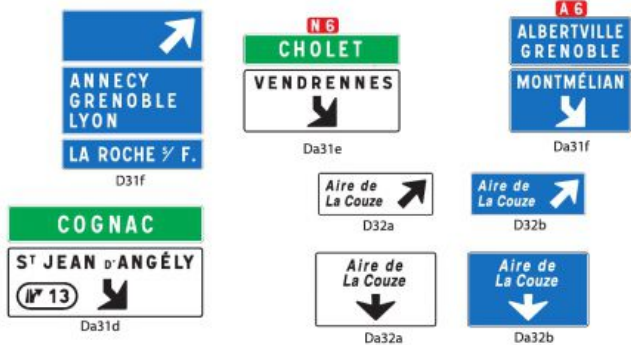 ANNECY
GRENOBLE
LYON
LA ROCHE S/ F.
D31f
N 6
CHOLET
VENDRENNES
Da31e
A 6
ALBERTVILLE
GRENOBLE
MONTMÉLIAN
Da31f
Aire de
La Couze
D32a
Aire de
La Couze
D32b
COGNAC
ST JEAN D'ANGÉLY
13
Da31d
Aire de
La Couze
Da32a
Aire de
La Couze
Da32b